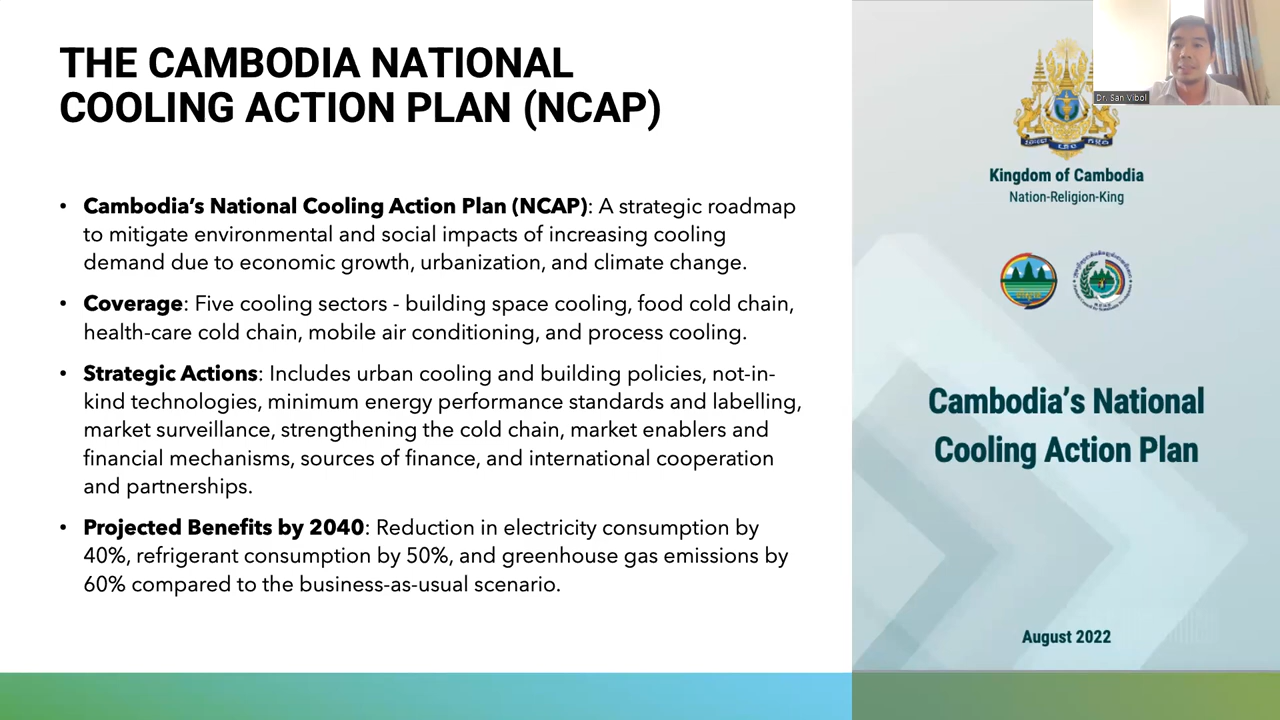 THE CAMBODIA NATIONAL
COOLING ACTION PLAN (NCAP)
• Cambodia’s National Cooling Action Plan (NCAP): A strategic roadmap
to mitigate environmental and social impacts of increasing cooling
demand due to economic growth, urbanization, and climate change.
• Coverage: Five cooling sectors - building space cooling, food cold chain,
health-care cold chain, mobile air conditioning, and process cooling.
• Strategic Actions: Includes urban cooling and building policies, not-in-
kind technologies, minimum energy performance standards and labelling,
market surveillance, strengthening the cold chain, market enablers and
financial mechanisms, sources of finance, and international cooperation
and partnerships.
• Projected Benefits by 2040: Reduction in electricity consumption by
40%, refrigerant consumption by 50%, and greenhouse gas emissions by
60% compared to the business-as-usual scenario.
Dr. San Vibol
Kingdom of Cambodia
Nation-Religion-King
Cambodia’s National
Cooling Action Plan
August 2022